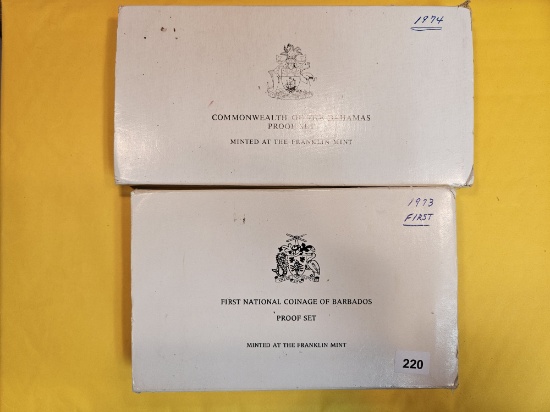 1974
COMMONWEALTH OF THE BAHAMAS
PROOF SET
MINTED AT THE FRANKLIN MINT
1973
FIRST
FIRST NATIONAL COINAGE OF BARBADOS
PROOF SET
MINTED AT THE FRANKLIN MINT
220